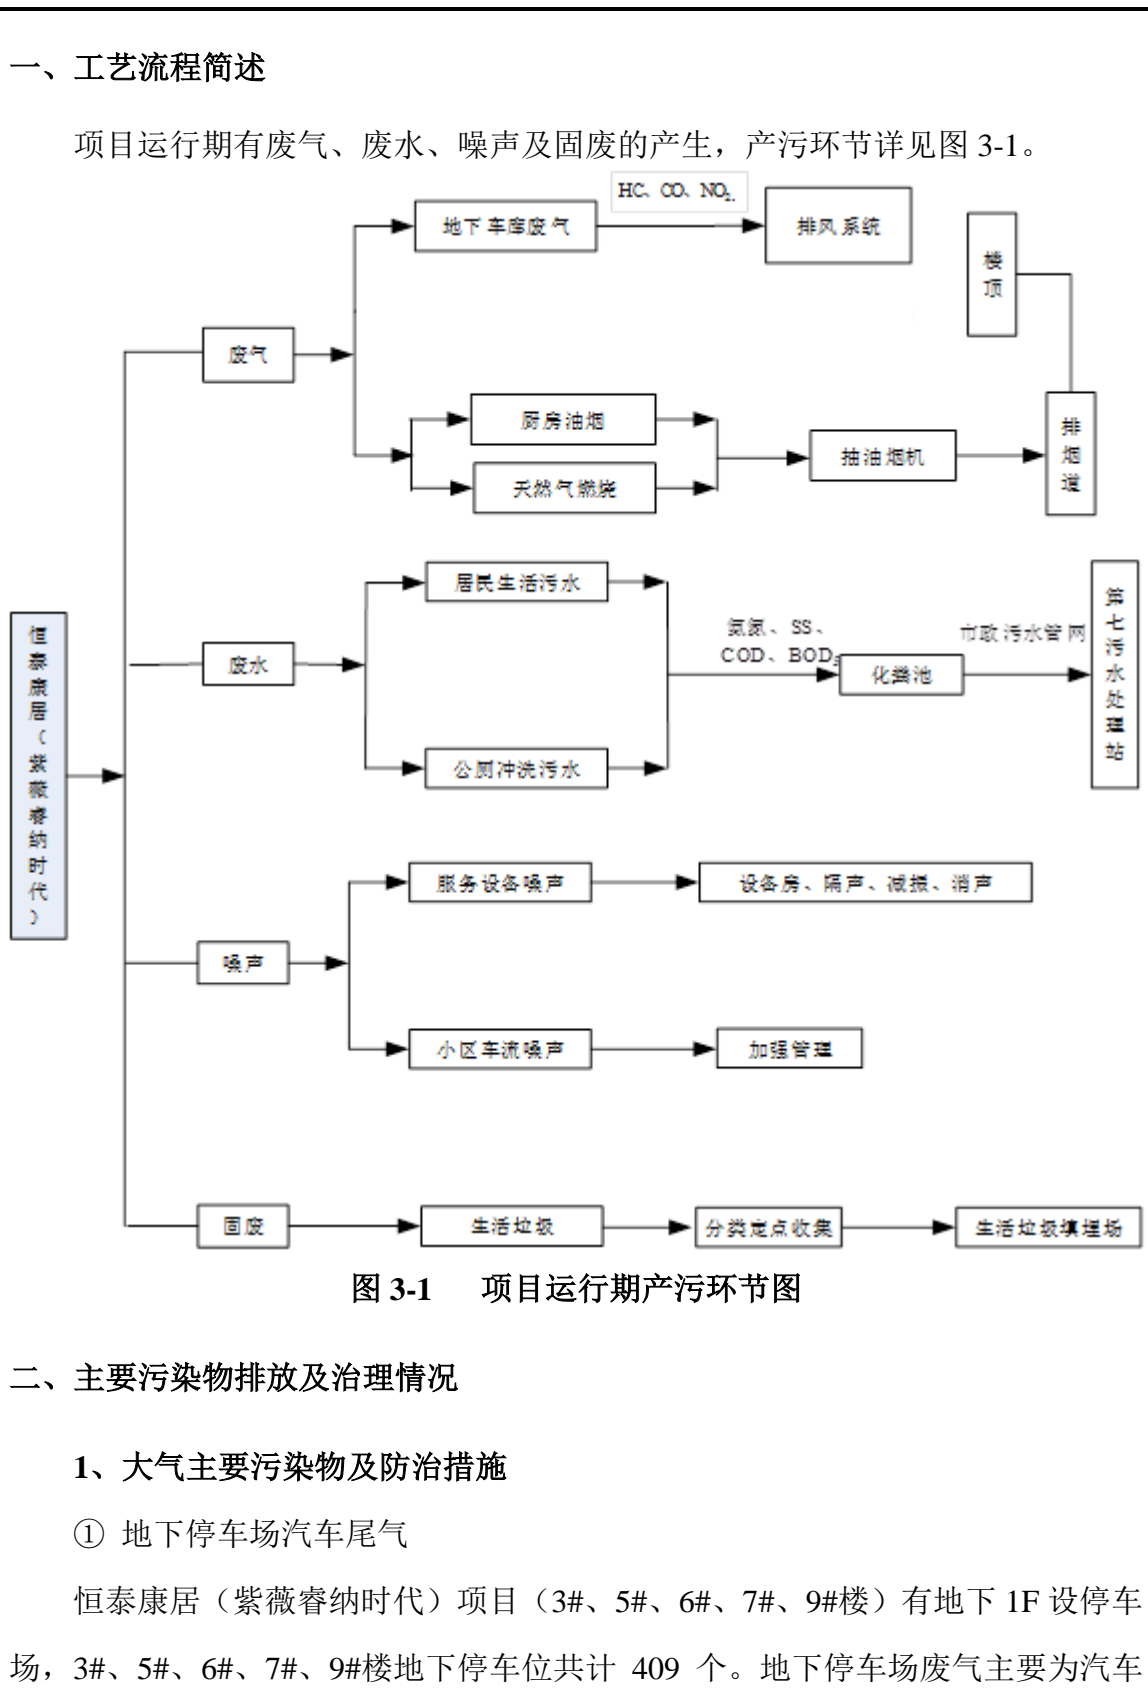 一、工艺流程简述
项目运行期有废气、废水、噪声及固废的产生，产污环节详见图 3-1。
HC、CO、NO2、
地下车库废气
排风系统
楼顶
废气
厨房油烟
天然气燃烧
抽油烟机
排烟道
恒泰康居（紫薇睿纳时代）
废水
居民生活污水
公厕冲洗污水
氨氮、SS、
COD、BOD5
化粪池
市政污水管网
第七污水处理站
噪声
服务设备噪声
设备房、隔声、减振、消声
小区车流噪声
加强管理
固废
生活垃圾
分类定点收集
生活垃圾填埋场
图 3-1 项目运行期产污环节图
二、主要污染物排放及治理情况
1、大气主要污染物及防治措施
① 地下停车场汽车尾气
恒泰康居（紫薇睿纳时代）项目（3#、5#、6#、7#、9#楼）有地下 1F 设停车
场，3#、5#、6#、7#、9#楼地下停车位共计 409 个。地下停车场废气主要为汽车